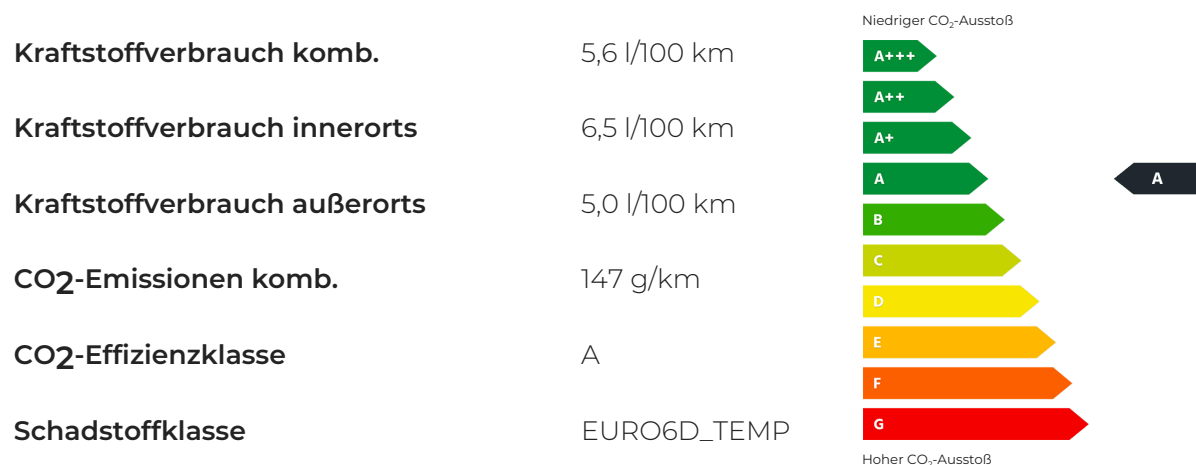 Niedriger CO₂-Ausstoß
Kraftstoffverbrauch komb. 5,6 l/100 km
Kraftstoffverbrauch innerorts 6,5 l/100 km
Kraftstoffverbrauch außerorts 5,0 l/100 km
CO2-Emissionen komb. 147 g/km
CO2-Effizienzklasse A
Schadstoffklasse EURO6D_TEMP
A+++
A++
A+
A A
B
C
D
E
F
G
Hoher CO₂-Ausstoß